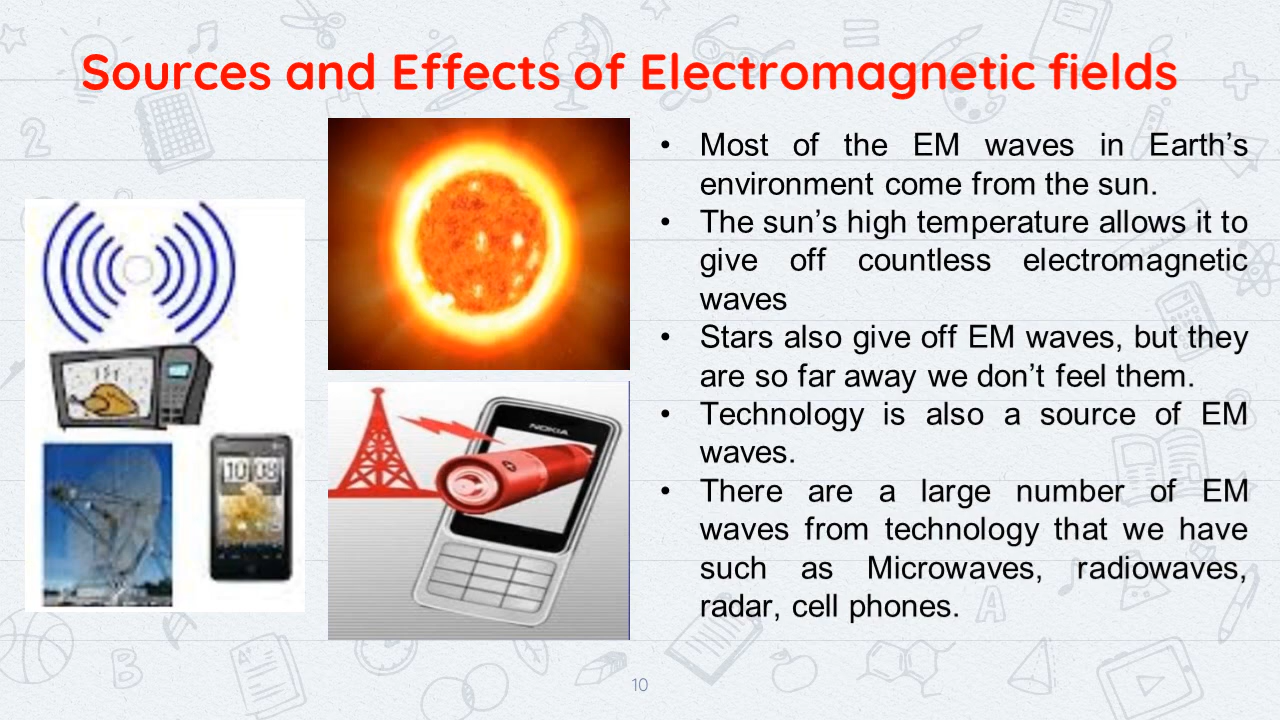 Sources and Effects of Electromagnetic fields
• Most of the EM waves in Earth’s
environment come from the sun.
• The sun’s high temperature allows it to
give off countless electromagnetic
waves
• Stars also give off EM waves, but they
are so far away we don’t feel them.
• Technology is also a source of EM
waves.
• There are a large number of EM
waves from technology that we have
such as Microwaves, radiowaves,
radar, cell phones.
NOKIA
10 08
2
A
B
A+
10